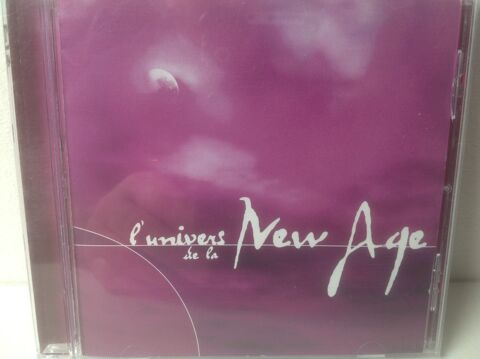 l'univers
de la
New Age